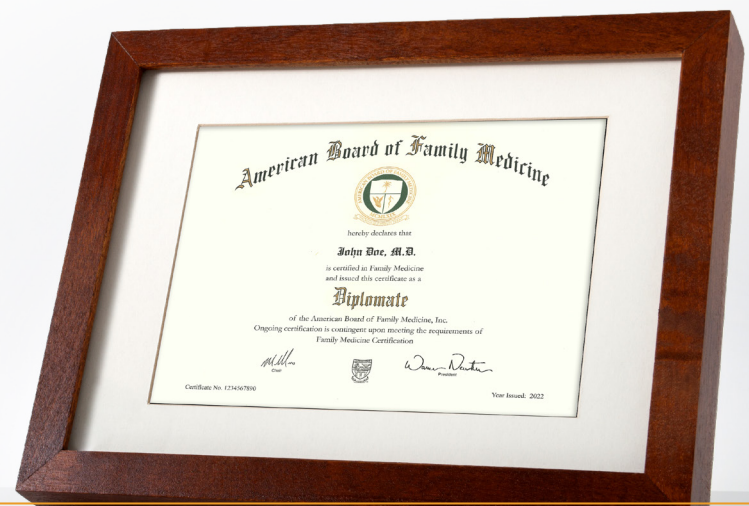 American Board of Family Medicine
hereby declares that
John Doe, M.D.
is certified in Family Medicine
and issued this certificate as a
Diplomate
of the American Board of Family Medicine, Inc.
Ongoing certification is contingent upon meeting the requirements of
Family Medicine Certification
Chair
President
Certificate No. 1234567890
Year Issued: 2022